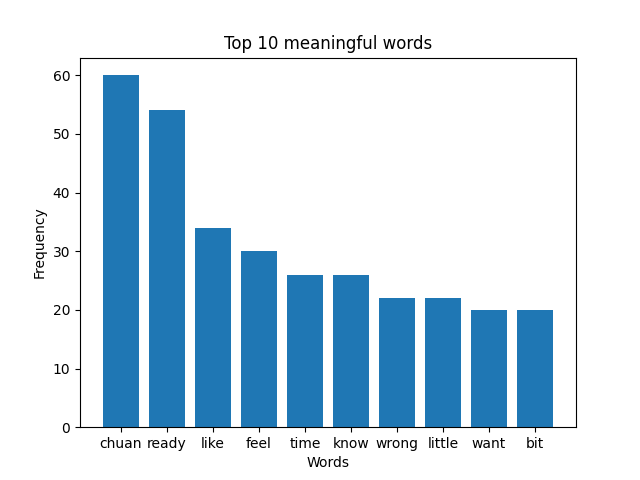 Top 10 meaningful words
60
50
40
30
20
10
0
Frequency
chuan ready like feel time know wrong little want bit
Words